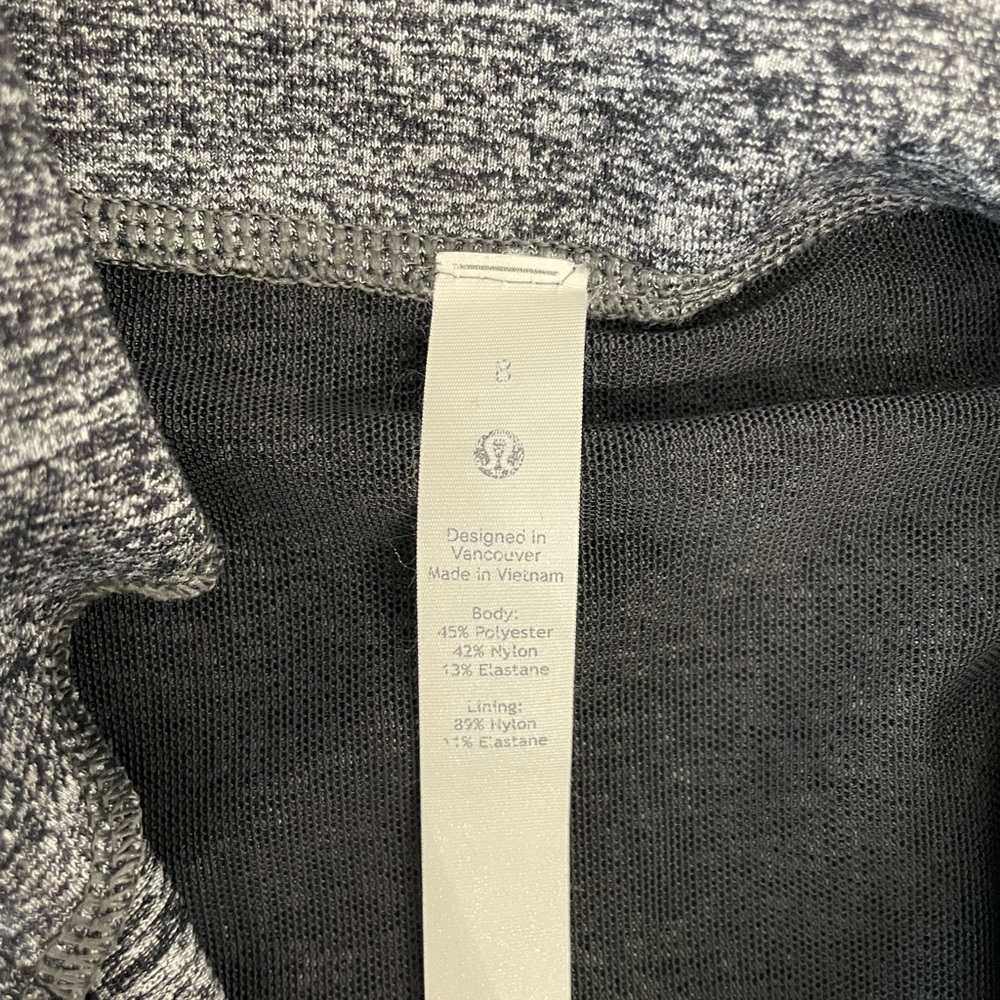 8
Designed in
Vancouver
Made in Vietnam
Body:
45% Polyester
42% Nylon
13% Elastane
Lining:
89% Nylon
11% Elastane